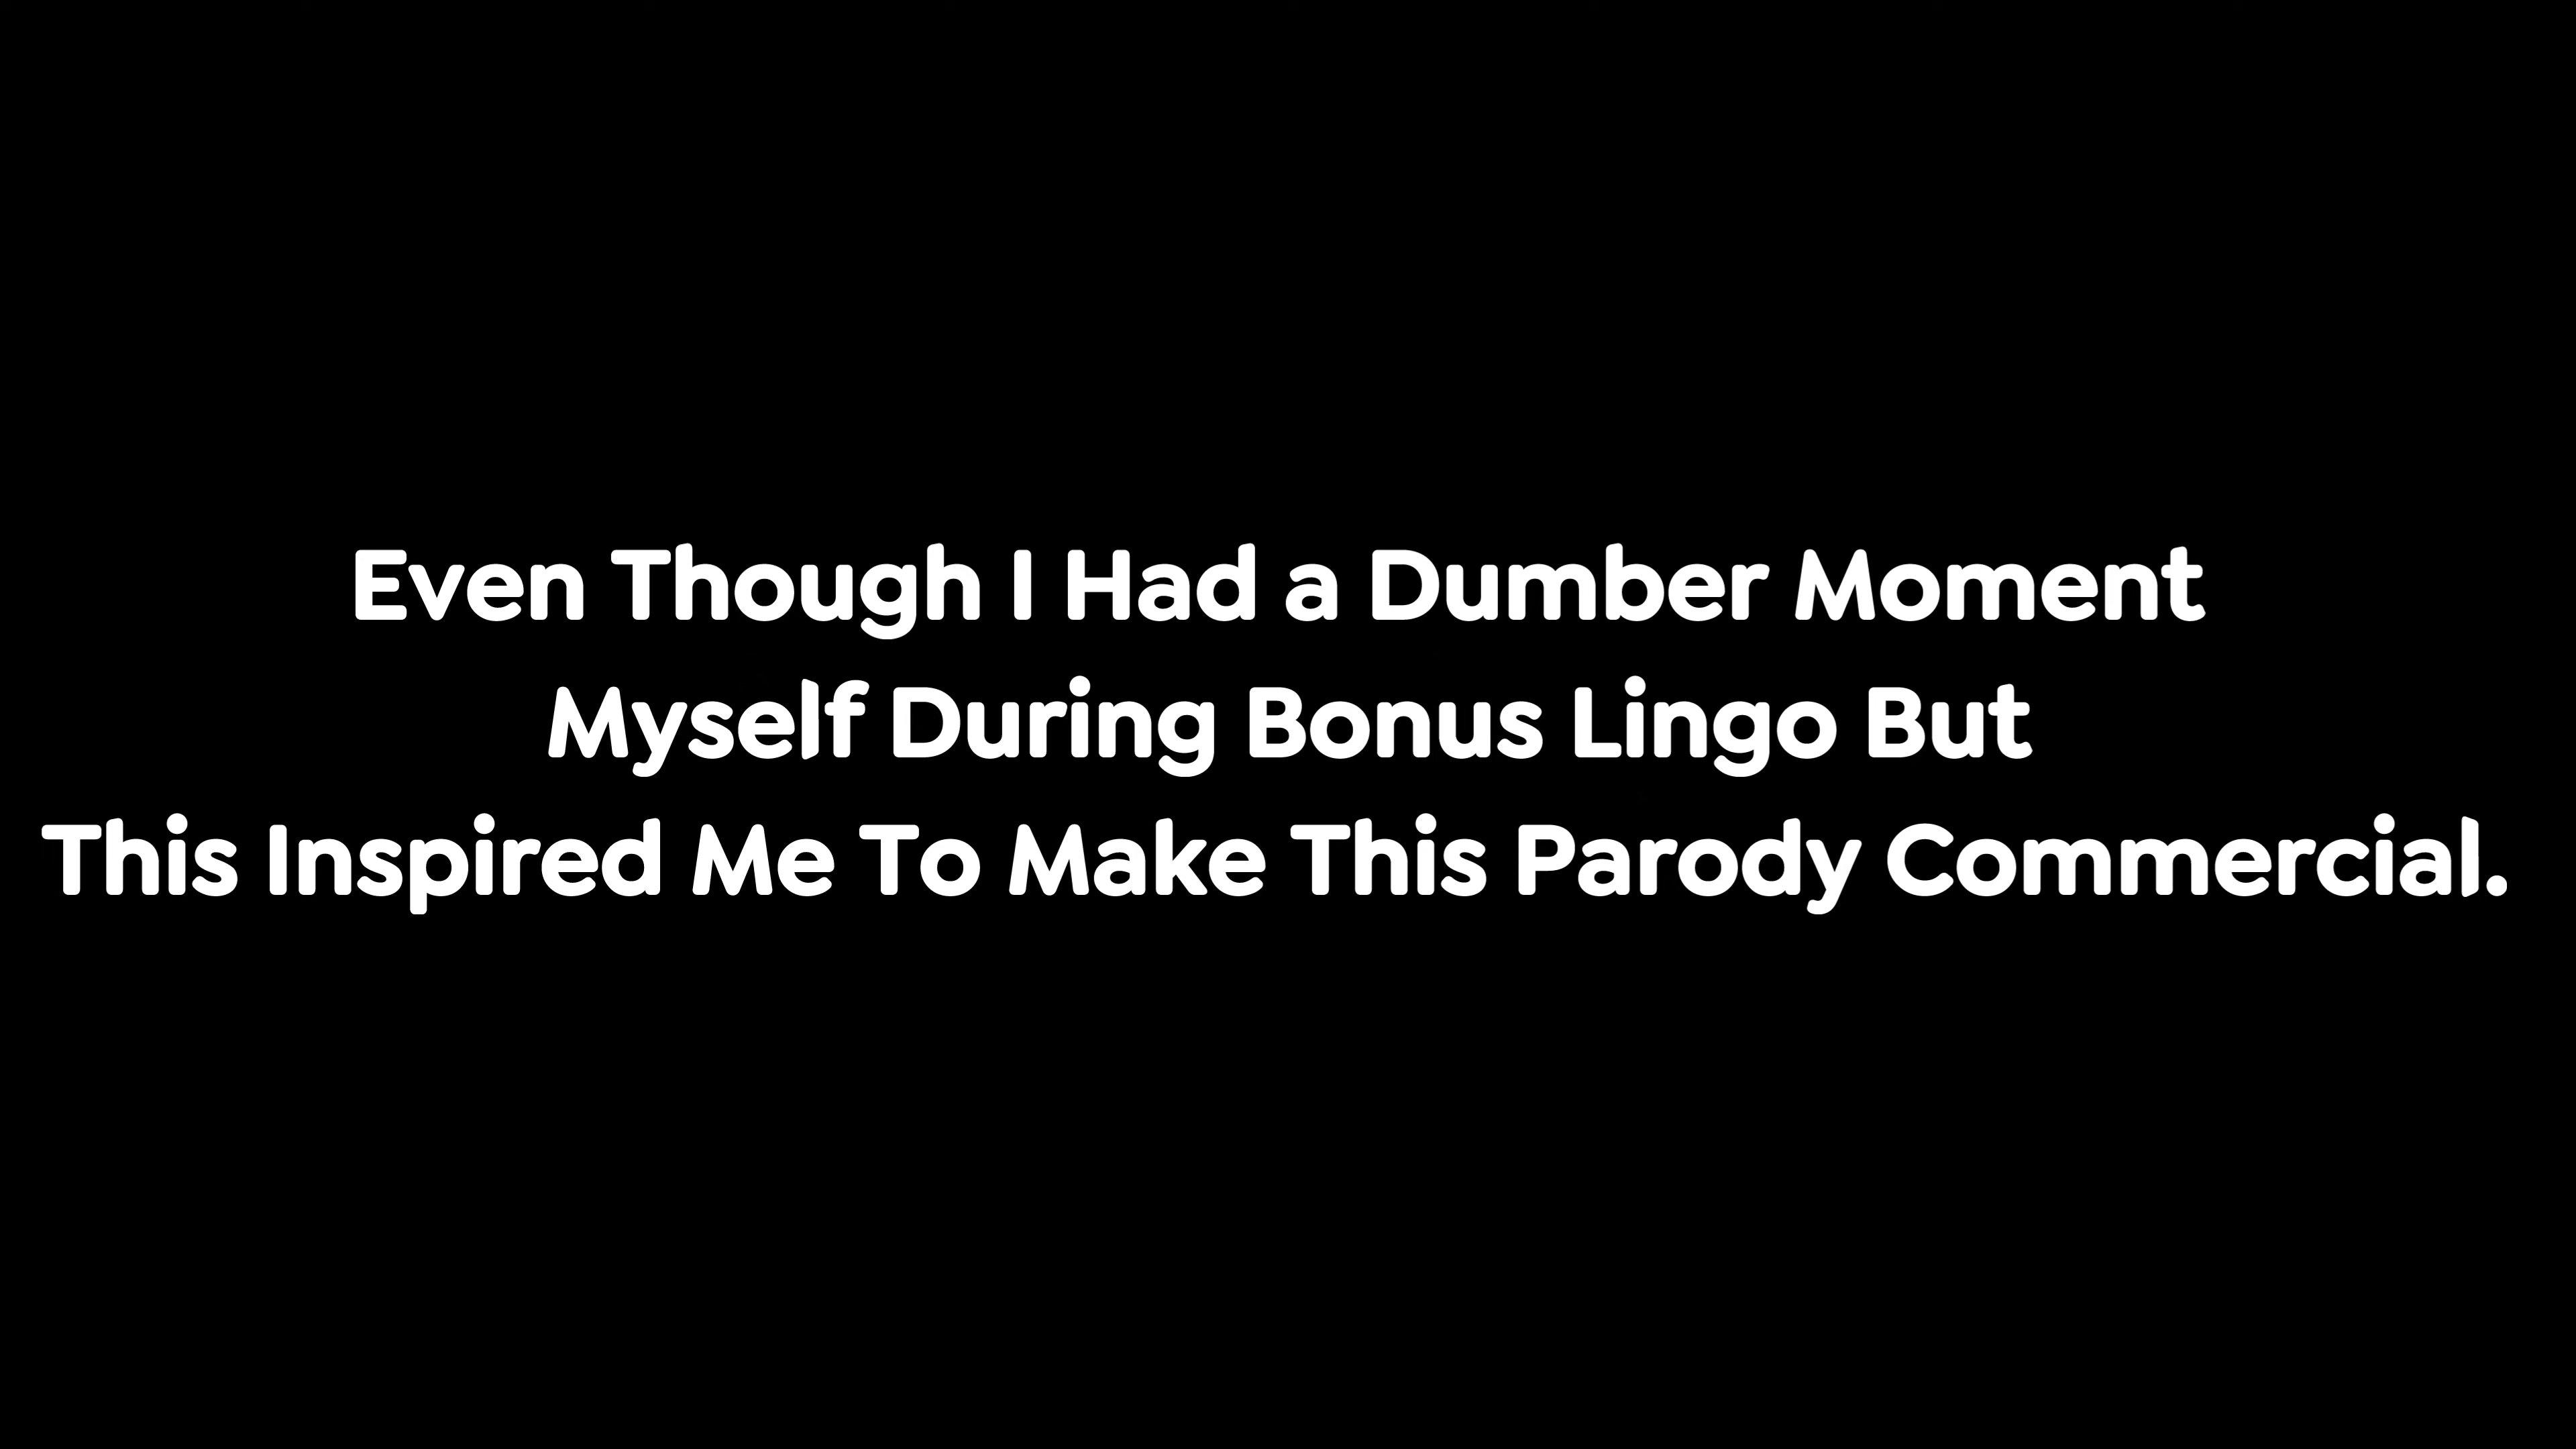 Even Though I Had a Dumber Moment
Myself During Bonus Lingo But
This Inspired Me To Make This Parody Commercial.